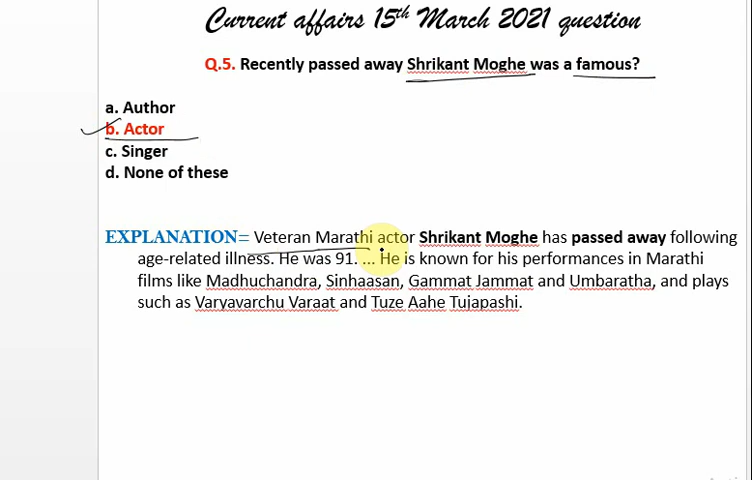 Current affairs 15th March 2021 question
Q.5. Recently passed away Shrikant Moghe was a famous?
a. Author
b. Actor
c. Singer
d. None of these
EXPLANATION= Veteran Marathi actor Shrikant Moghe has passed away following
age-related illness. He was 91. ... He is known for his performances in Marathi
films like Madhuchandra, Sinhaasan, Gammat Jammat and Umbaratha, and plays
such as Varyavarchu Varaat and Tuze Aahe Tujapashi.